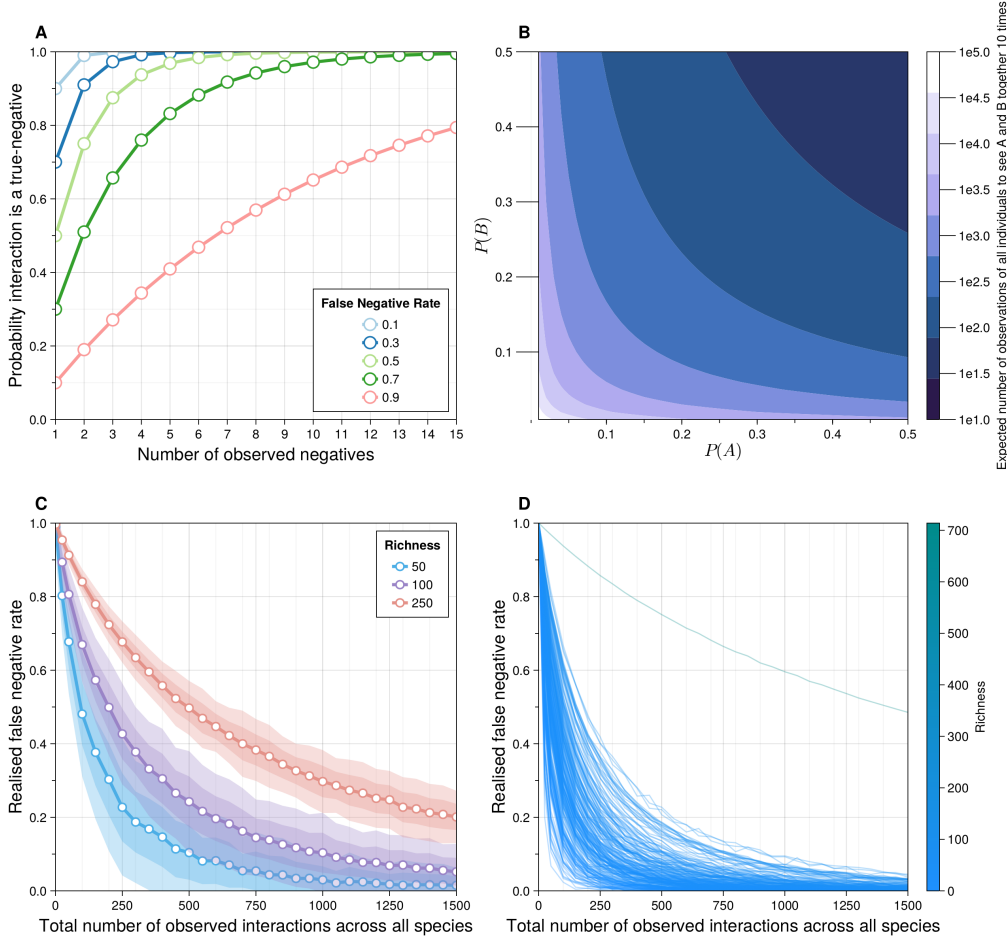 A
Probability interaction is a true-negative
1.0
0.8
0.6
0.4
0.2
0.0
1 2 3 4 5 6 7 8 9 10 11 12 13 14 15
Number of observed negatives
False Negative Rate
0.1
0.3
0.5
0.7
0.9
B
P(B)
0.5
0.4
0.3
0.2
0.1
0.1 0.2 0.3 0.4 0.5
P(A)
1e5.0
1e4.5
1e4.0
1e3.5
1e3.0
1e2.5
1e2.0
1e1.5
1e1.0
Expected number of observations of all individuals to see A and B together 10 times
C
Realised false negative rate
1.0
0.8
0.6
0.4
0.2
0.0
0 250 500 750 1000 1250 1500
Total number of observed interactions across all species
Richness
50
100
250
D
Realised false negative rate
1.0
0.8
0.6
0.4
0.2
0.0
0 250 500 750 1000 1250 1500
Total number of observed interactions across all species
700
600
500
400
300
200
100
0
Richness